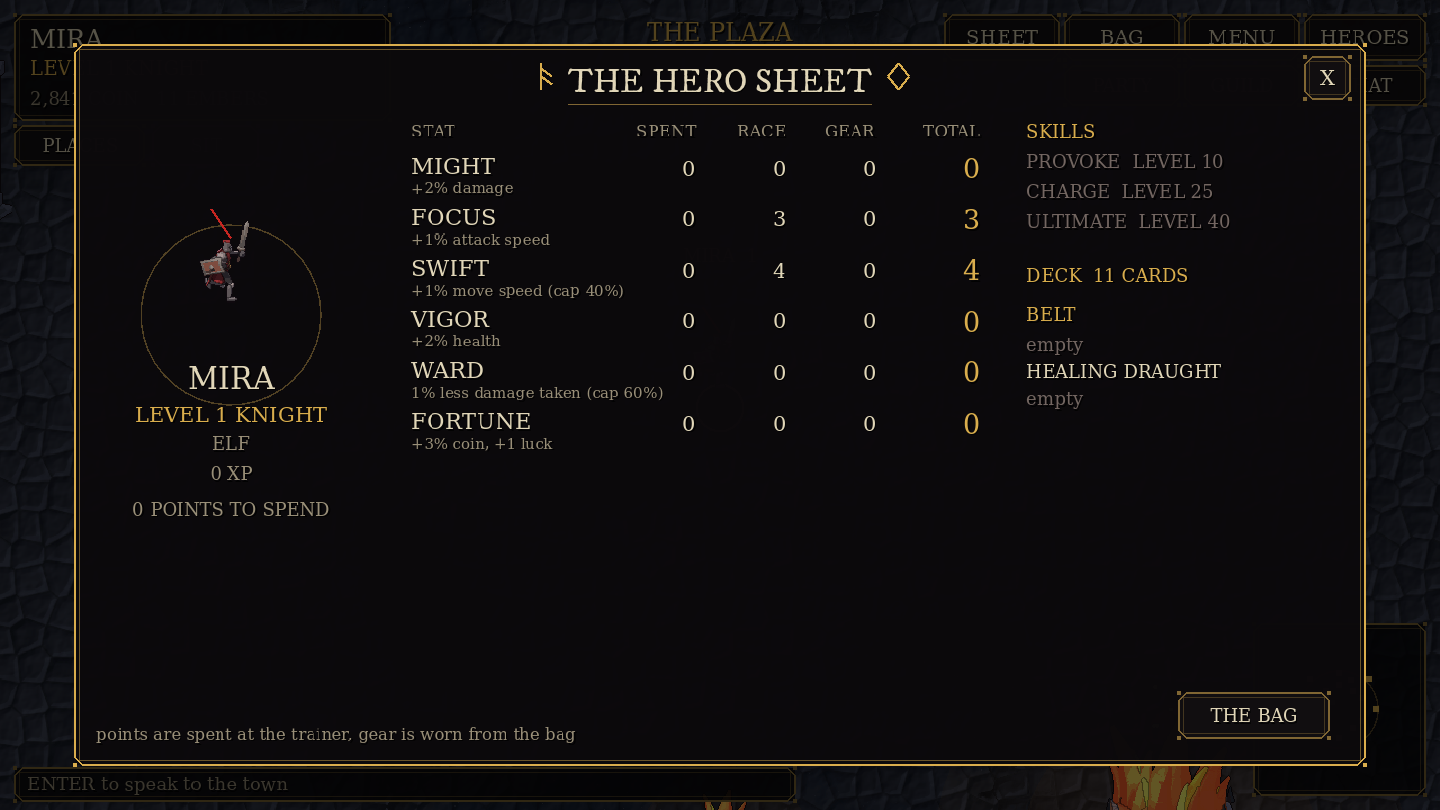 MIRA
THE PLAZA
SHEET
BAG
MENU
HEROES
THE HERO SHEET
X
STAT SPENT RACE GEAR TOTAL
MIGHT 0 0 0 0
+2% damage
FOCUS 0 3 0 3
+1% attack speed
SWIFT 0 4 0 4
+1% move speed (cap 40%)
VIGOR 0 0 0 0
+2% health
WARD 0 0 0 0
1% less damage taken (cap 60%)
FORTUNE 0 0 0 0
+3% coin, +1 luck
MIRA
LEVEL 1 KNIGHT
ELF
0 XP
0 POINTS TO SPEND
SKILLS
PROVOKE LEVEL 10
CHARGE LEVEL 25
ULTIMATE LEVEL 40
DECK 11 CARDS
BELT
empty
HEALING DRAUGHT
empty
THE BAG
points are spent at the trainer, gear is worn from the bag
ENTER to speak to the town